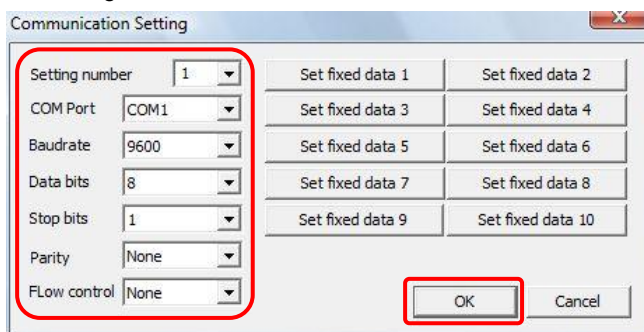 Communication Setting
Setting number 1 Set fixed data 1 Set fixed data 2
COM Port COM1 Set fixed data 3 Set fixed data 4
Baudrate 9600 Set fixed data 5 Set fixed data 6
Data bits 8 Set fixed data 7 Set fixed data 8
Stop bits 1 Set fixed data 9 Set fixed data 10
Parity None
FLow control None OK Cancel